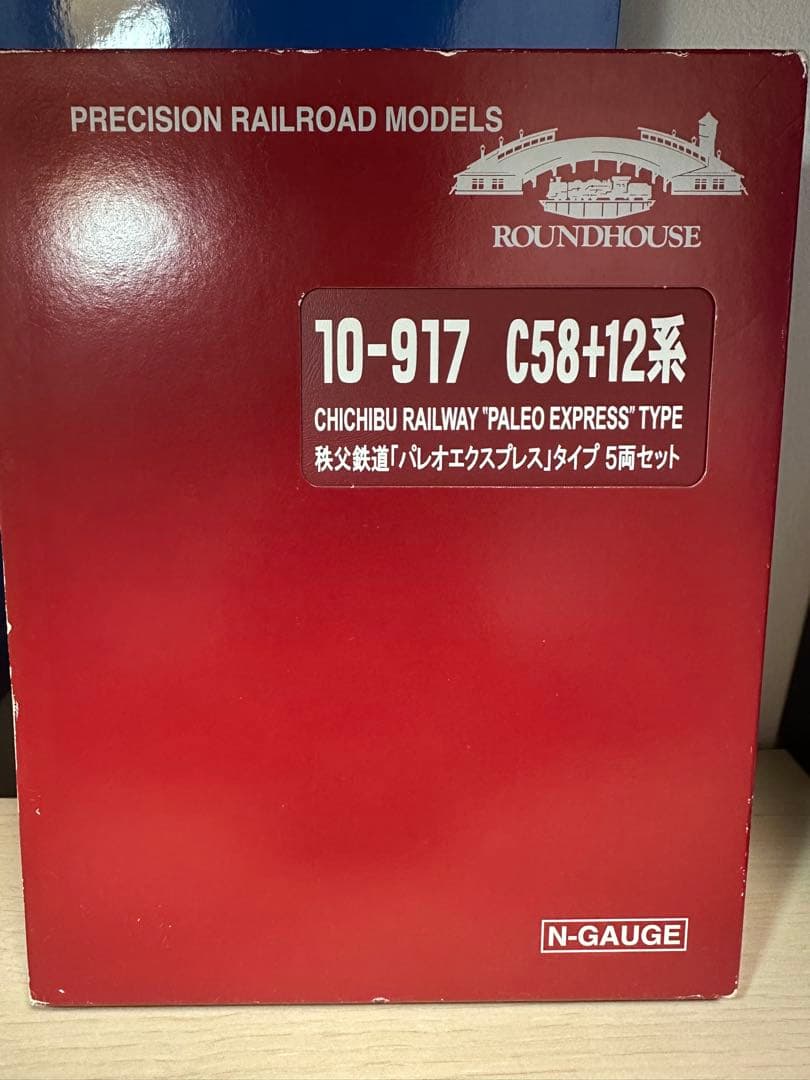 PRECISION RAILROAD MODELS
ROUNDHOUSE
10-917 C58+12系
CHICHIBU RAILWAY "PALEO EXPRESS" TYPE
秩父鉄道「パレオエクスプレス」タイプ 5両セット
N-GAUGE